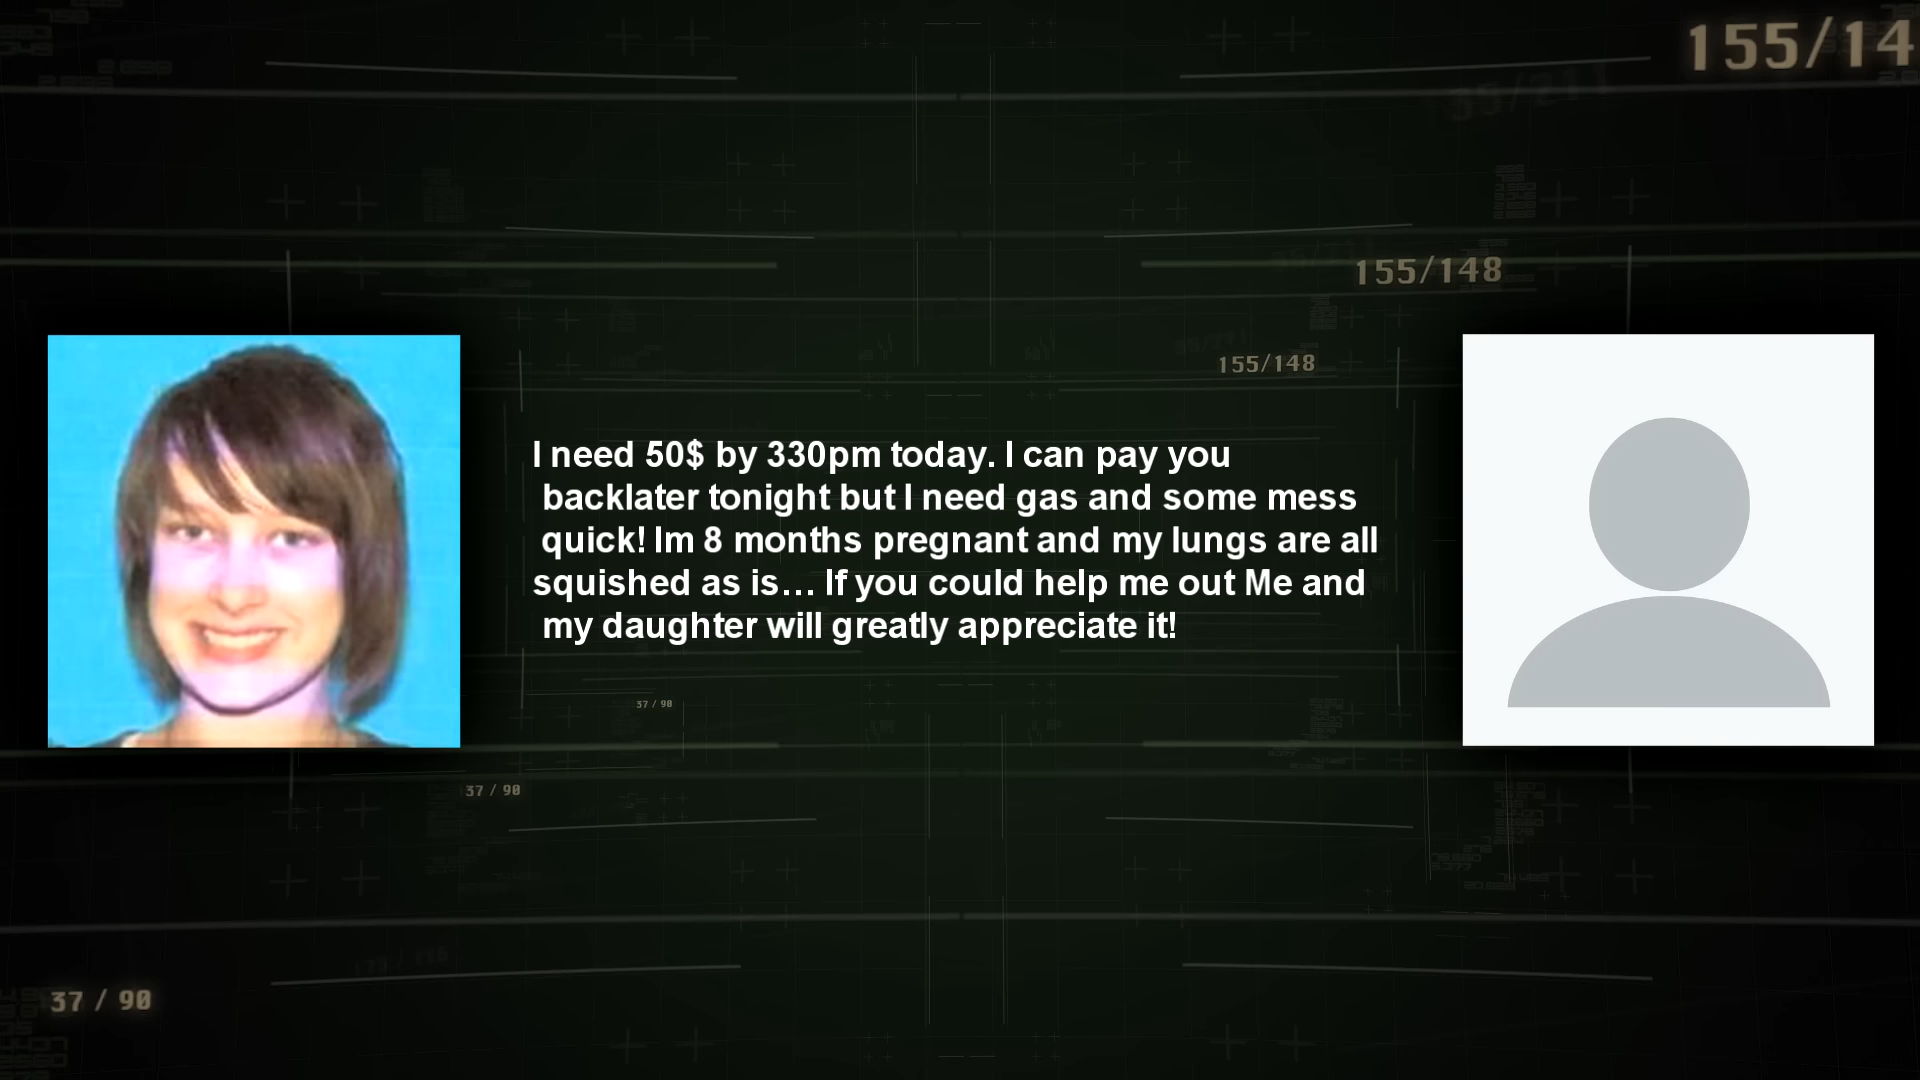 155/14
155/148
155/148
I need 50$ by 330pm today. I can pay you
backlater tonight but I need gas and some mess
quick! Im 8 months pregnant and my lungs are all
squished as is... If you could help me out Me and
my daughter will greatly appreciate it!
37 / 90
37 / 90
37 / 90